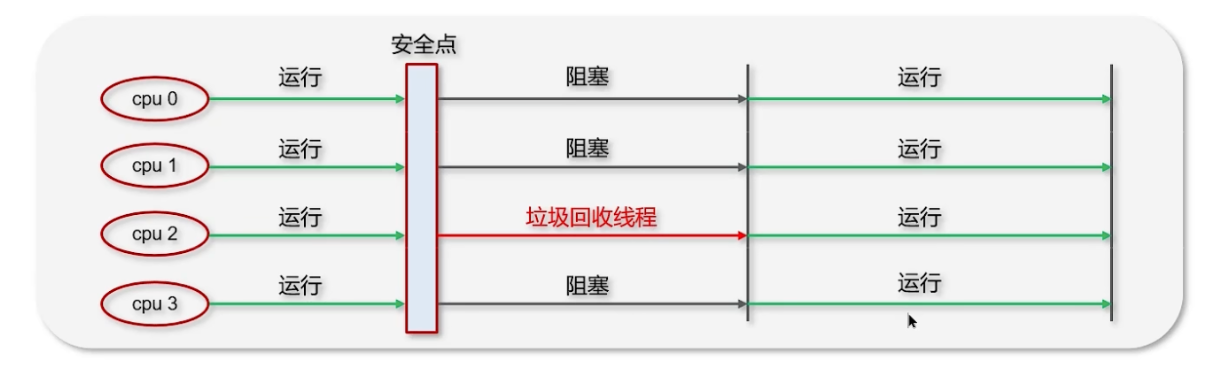 安全点
cpu 0 运行 阻塞 运行
cpu 1 运行 阻塞 运行
cpu 2 运行 垃圾回收线程 运行
cpu 3 运行 阻塞 运行